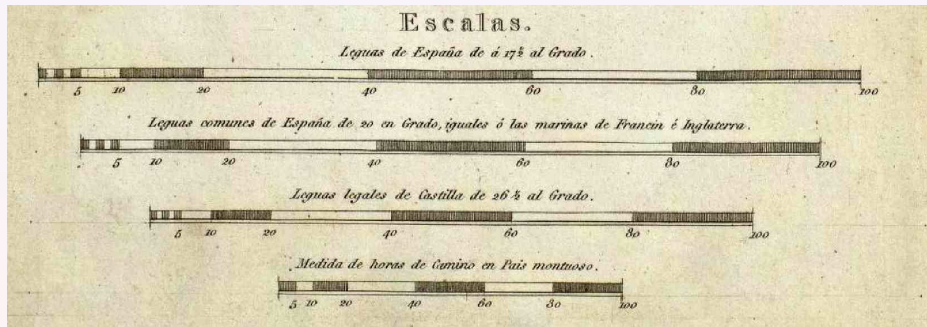 Escalas.
Leguas de España de á 17½ al Grado.
5 10 20 40 60 80 100
Leguas comunes de España de 20 en Grado, iguales ó las marinas de Francin é Inglaterra.
5 10 20 40 60 80 100
Leguas legales de Castilla de 26½ al Grado.
5 10 20 40 60 80 100
Medida de horas de Camino en Pais montuoso.
5 10 20 40 60 80 100